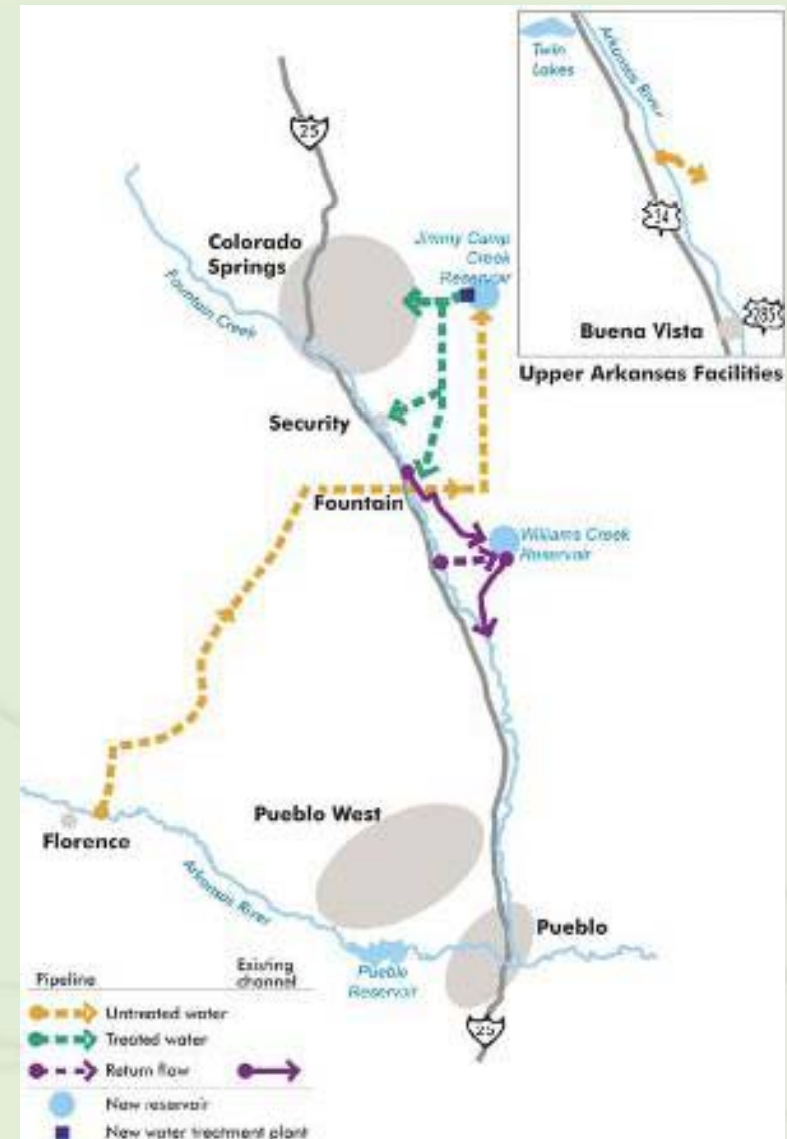 Twin
Lakes
Arkansas River
24
285
Buena Vista
Upper Arkansas Facilities
25
Colorado
Springs
Jimmy Camp
Creek
Reservoir
Fountain Creek
Security
Fountain
Williams Creek
Reservoir
Florence
Pueblo West
Arkansas River
Pueblo
Pueblo
Reservoir
25
Pipeline
Existing
channel
Untreated water
Treated water
Return flow
New reservoir
New water treatment plant